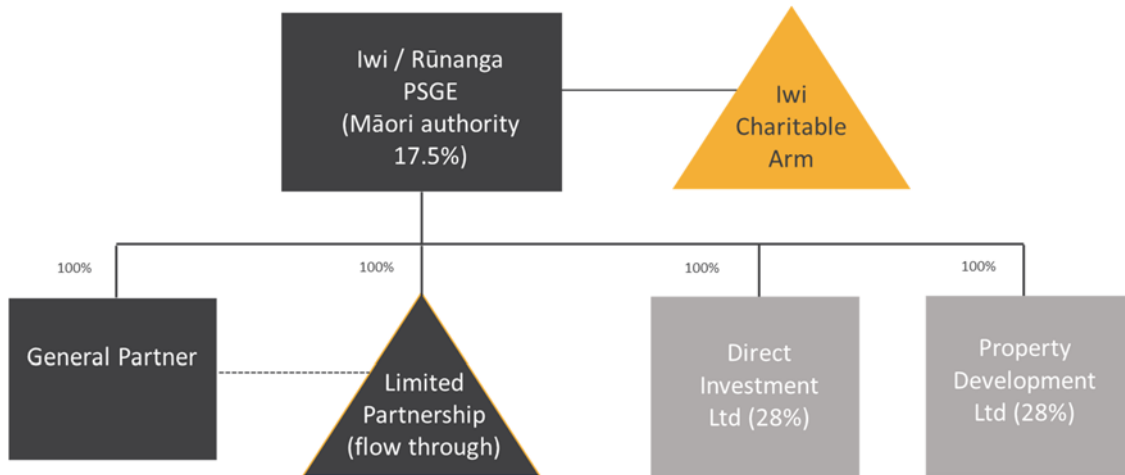 Iwi / Rūnanga
PSGE
(Māori authority
17.5%)
Iwi
Charitable
Arm
100%
100%
100%
100%
General Partner
Limited
Partnership
(flow through)
Direct
Investment
Ltd (28%)
Property
Development
Ltd (28%)